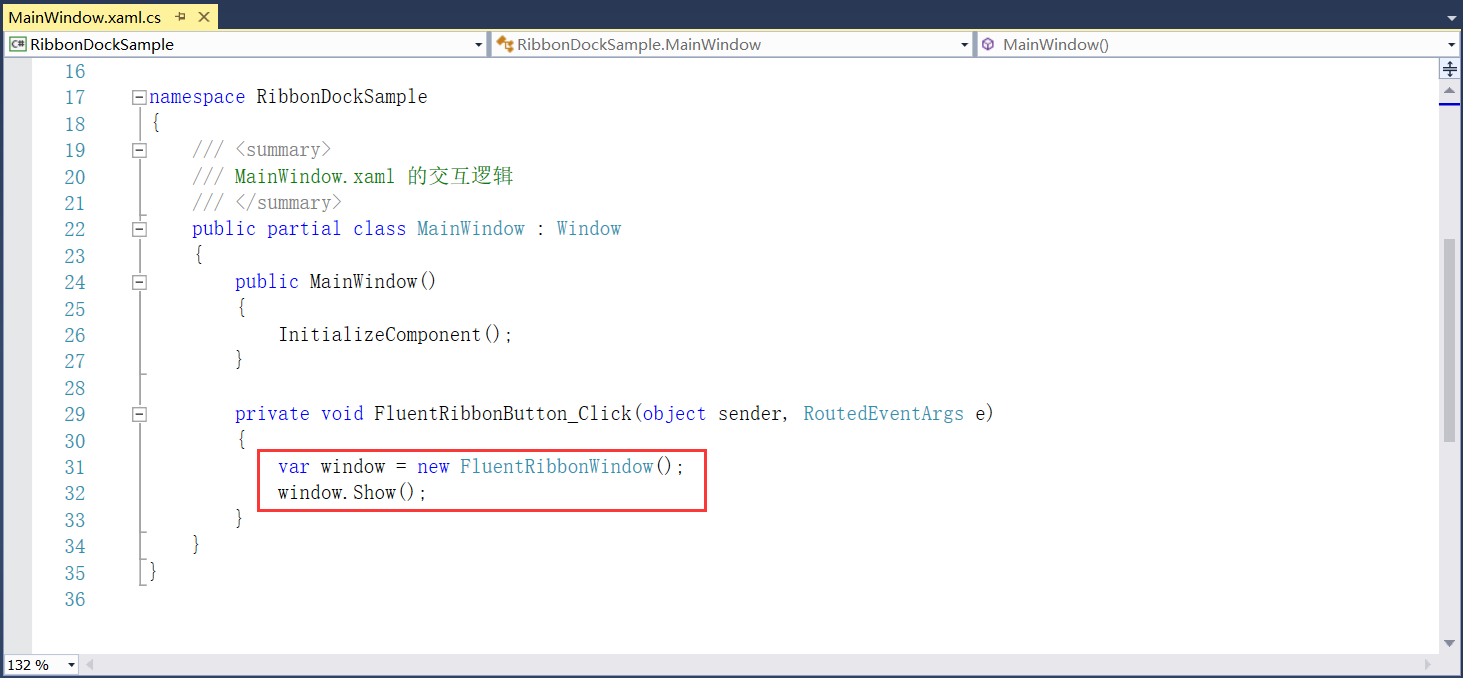 MainWindow.xaml.cs
C# RibbonDockSample
RibbonDockSample.MainWindow
MainWindow()
16
17 namespace RibbonDockSample
18 {
19 /// <summary>
20 /// MainWindow.xaml 的交互逻辑
21 /// </summary>
22 public partial class MainWindow : Window
23 {
24 public MainWindow()
25 {
26 InitializeComponent();
27 }
28
29 private void FluentRibbonButton_Click(object sender, RoutedEventArgs e)
30 {
31 var window = new FluentRibbonWindow();
32 window.Show();
33 }
34 }
35 }
36
132 %